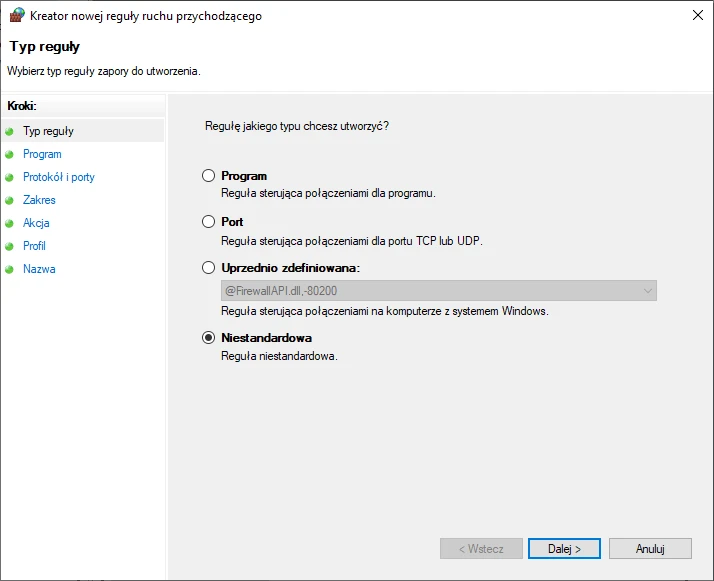 Kreator nowej reguły ruchu przychodzącego
Typ reguły
Wybierz typ reguły zapory do utworzenia.
Kroki:
Typ reguły
Program
Protokół i porty
Zakres
Akcja
Profil
Nazwa
Regułę jakiego typu chcesz utworzyć?
Program
Reguła sterująca połączeniami dla programu.
Port
Reguła sterująca połączeniami dla portu TCP lub UDP.
Uprzednio zdefiniowana:
@FirewallAPI.dll,-80200
Reguła sterująca połączeniami na komputerze z systemem Windows.
Niestandardowa
Reguła niestandardowa.
< Wstecz
Dalej >
Anuluj